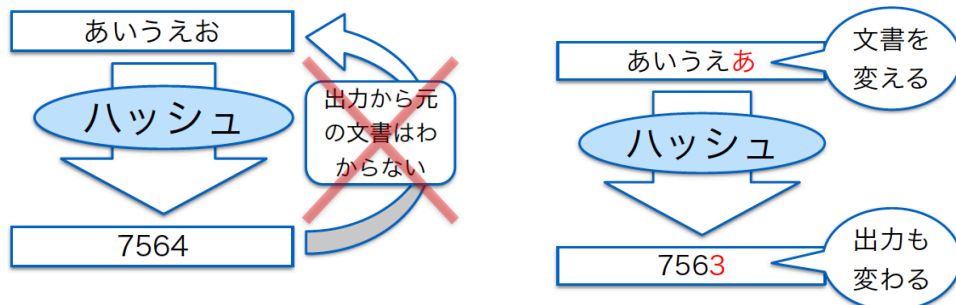 あいうえお
ハッシュ
7564
出力から元
の文書はわ
からない
あいうえあ
文書を
変える
ハッシュ
7563
出力も
変わる